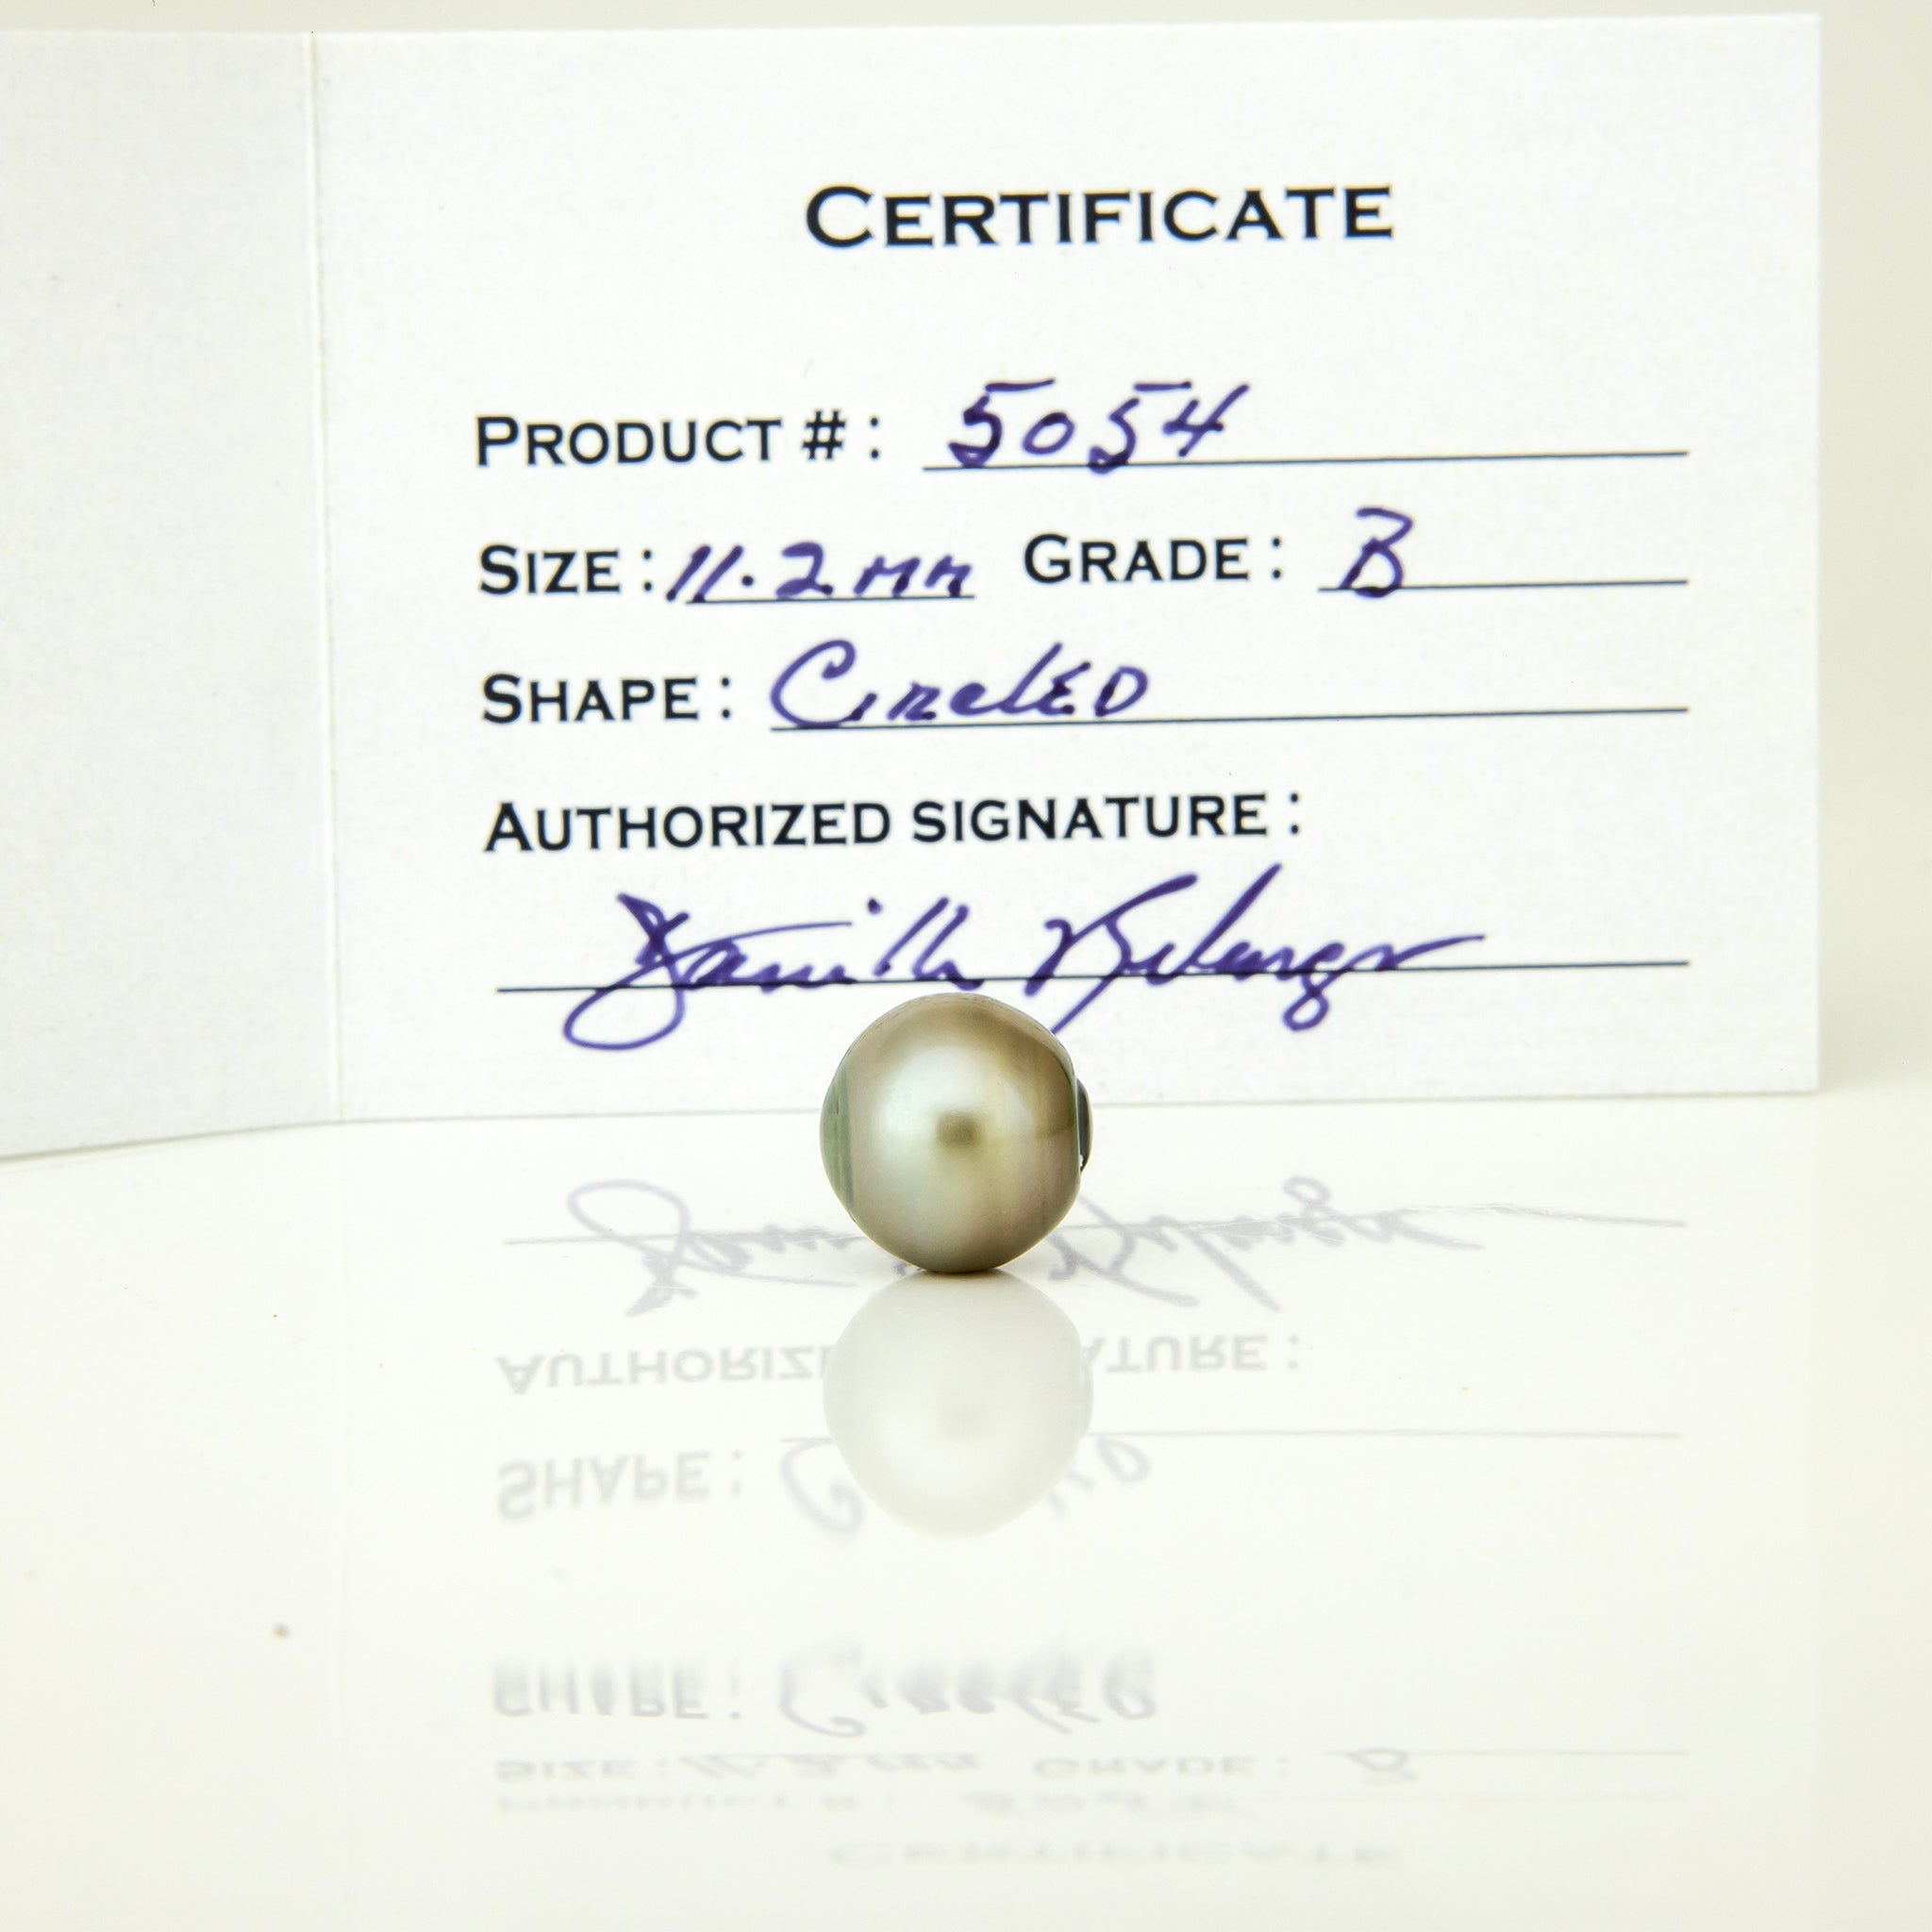 CERTIFICATE
PRODUCT #: 5054
SIZE: 11.2mm GRADE: B
SHAPE: Circled
AUTHORIZED SIGNATURE: